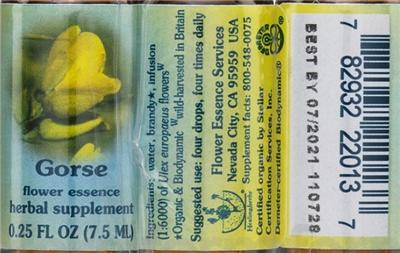 Gorse
flower essence
herbal supplement
0.25 FL OZ (7.5 ML)
Ingredients: water, brandy★, infusion
(1:6000) of Ulex europaeus flowersW
★Organic & Biodynamic Wwild-harvested in Britain
Suggested use: four drops, four times daily
Flower Essence Services
Nevada City, CA 95959 USA
Supplement facts: 800-548-0075
Healingherbs
Certified organic by Stellar
Certification Services, Inc.
Demeter-certified Biodynamic®
BEST BY 07/2021 110728
7 82932 22013 7